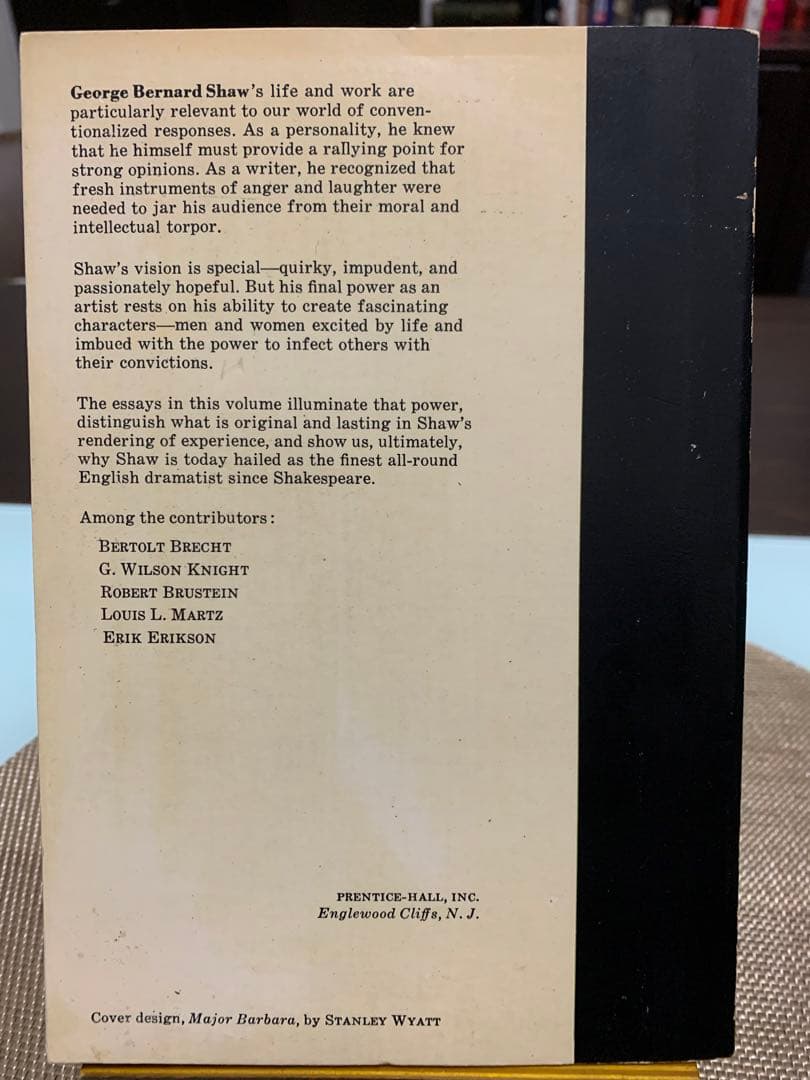 George Bernard Shaw's life and work are
particularly relevant to our world of conven-
tionalized responses. As a personality, he knew
that he himself must provide a rallying point for
strong opinions. As a writer, he recognized that
fresh instruments of anger and laughter were
needed to jar his audience from their moral and
intellectual torpor.
Shaw's vision is special—quirky, impudent, and
passionately hopeful. But his final power as an
artist rests on his ability to create fascinating
characters—men and women excited by life and
imbued with the power to infect others with
their convictions.
The essays in this volume illuminate that power,
distinguish what is original and lasting in Shaw's
rendering of experience, and show us, ultimately,
why Shaw is today hailed as the finest all-round
English dramatist since Shakespeare.
Among the contributors:
BERTOLT BRECHT
G. WILSON KNIGHT
ROBERT BRUSTEIN
LOUIS L. MARTZ
ERIK ERIKSON
PRENTICE-HALL, INC.
Englewood Cliffs, N. J.
Cover design, Major Barbara, by STANLEY WYATT